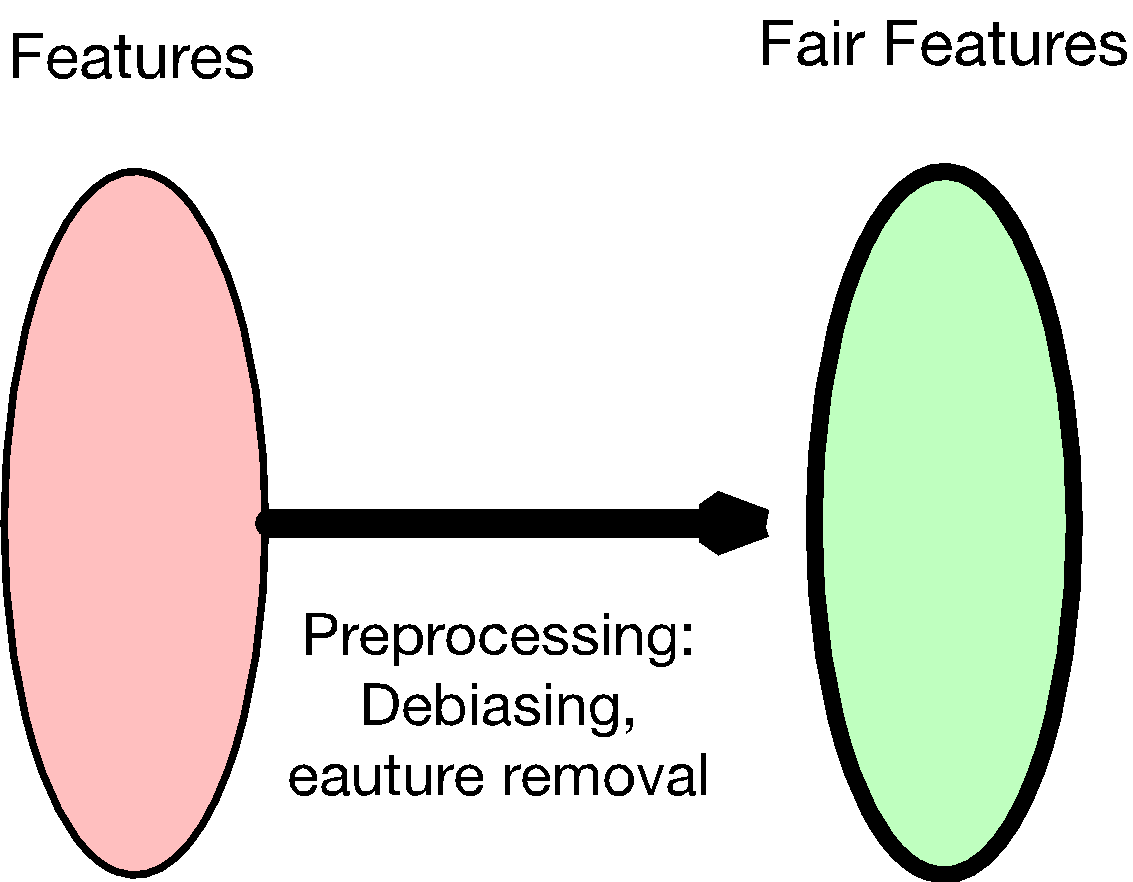 Features
Fair Features
Preprocessing:
Debiasing,
eauture removal